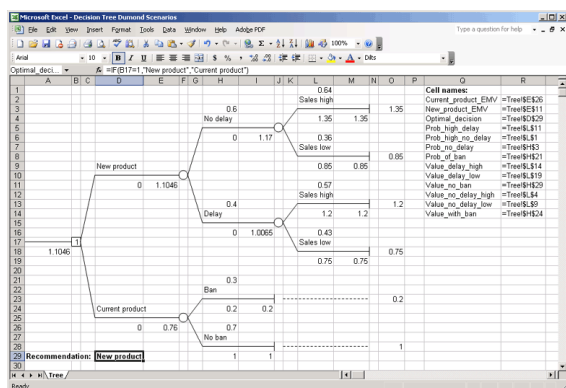 Microsoft Excel - Decision Tree Dumond Scenarios
File Edit View Insert Format Tools Data Window Help Adobe PDF Type a question for help
100%
Arial 10 B I U $ % , Dilts
Optimal_deci... fx =IF(B17=1,"New product","Current product")
A B C D E F G H I J K L M N O P Q R
1 0.64 Cell names:
2 Sales high Current_product_EMV =Tree!$E$26
3 0.6 1.35 New_product_EMV =Tree!$E$11
4 No delay 1.35 1.35 Optimal_decision =Tree!$D$29
5 Prob_high_delay =Tree!$L$11
6 0 1.17 0.36 Prob_high_no_delay =Tree!$L$1
7 Sales low Prob_no_delay =Tree!$H$3
8 0.85 Prob_of_ban =Tree!$H$21
9 New product 0.85 0.85 Value_delay_high =Tree!$L$14
10 Value_delay_low =Tree!$L$19
11 0 1.1046 0.57 Value_no_ban =Tree!$H$29
12 Sales high Value_no_delay_high =Tree!$L$4
13 0.4 1.2 Value_no_delay_low =Tree!$L$9
14 Delay 1.2 1.2 Value_with_ban =Tree!$H$24
15
16 0 1.0065 0.43
17 1 Sales low
18 1.1046 0.75
19 0.75 0.75
20
21 0.3
22 Ban
23 0.2
24 Current product 0.2 0.2
25
26 0 0.76 0.7
27 No ban
28 1
29 Recommendation: New product 1 1
30
Tree
Ready